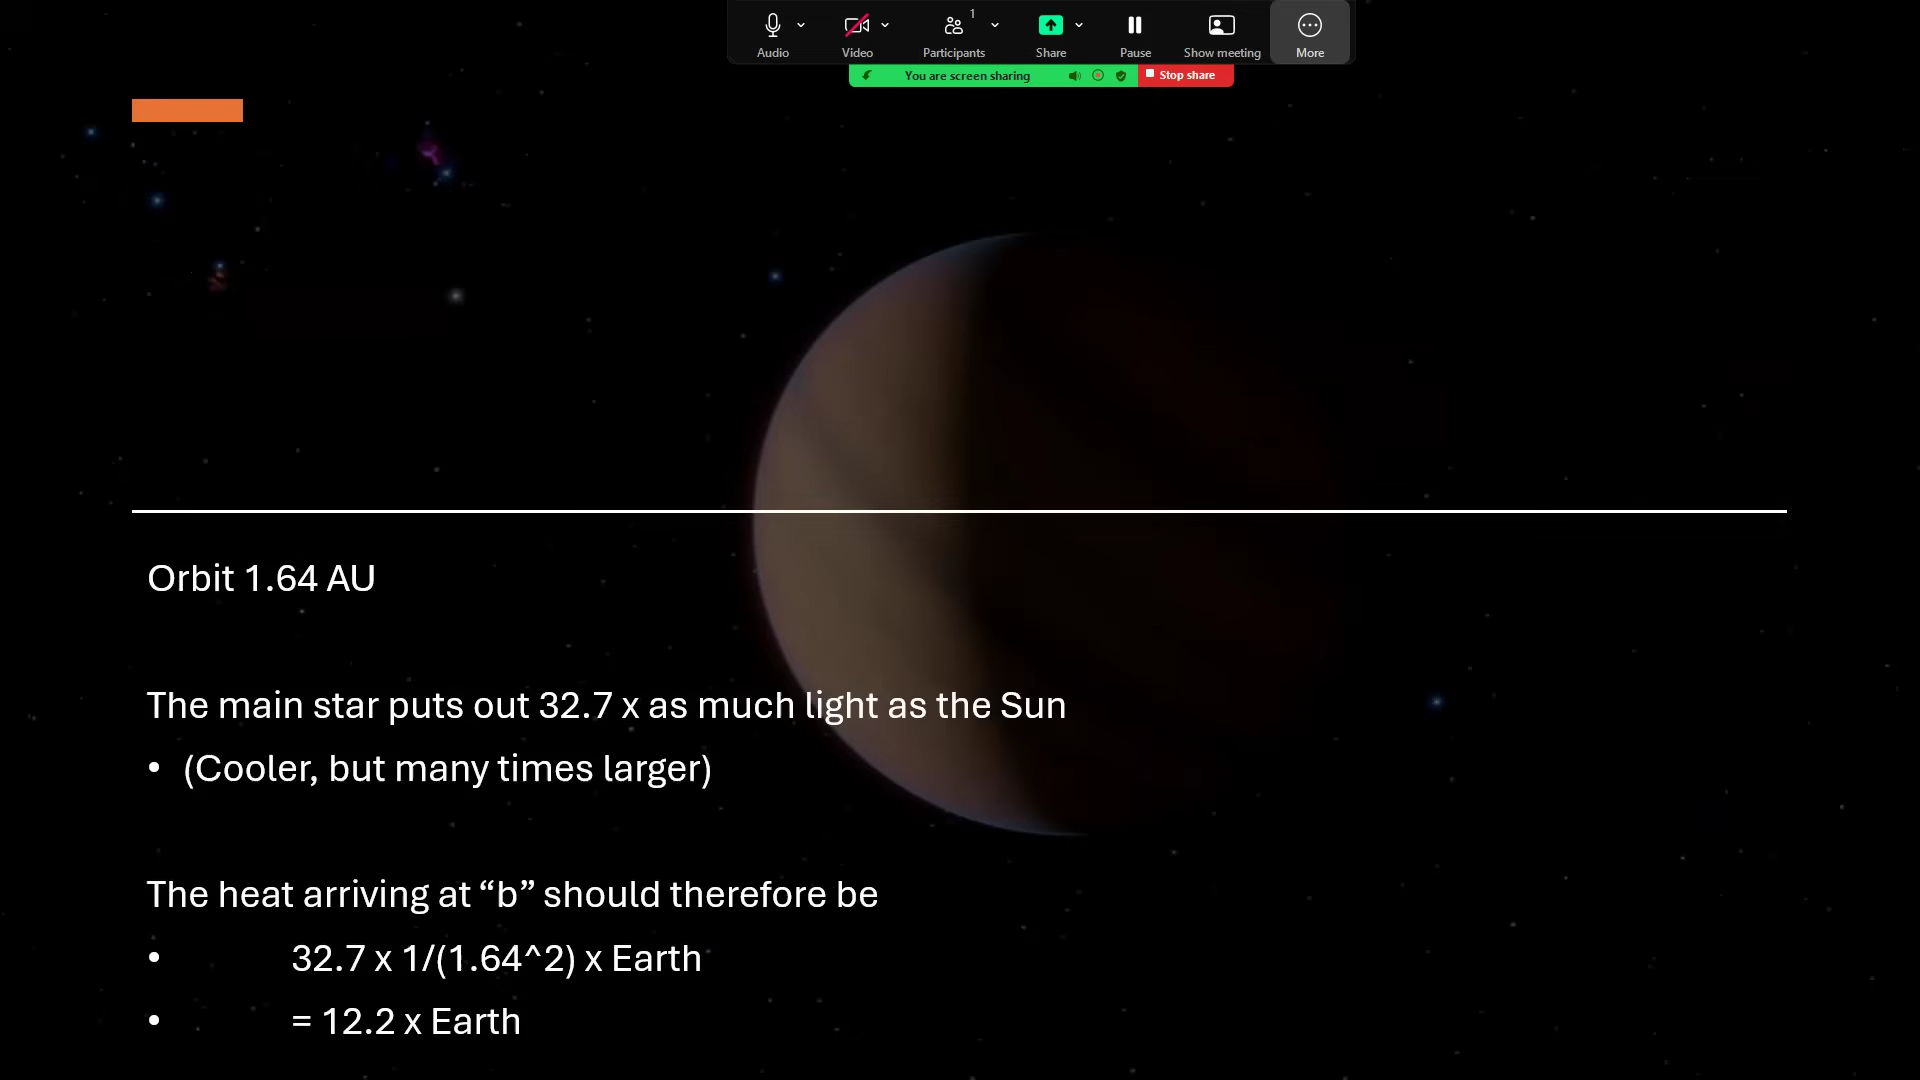 1
Audio
Video
Participants
Share
Pause
Show meeting
More
You are screen sharing
Stop share
Orbit 1.64 AU
The main star puts out 32.7 x as much light as the Sun
• (Cooler, but many times larger)
The heat arriving at “b” should therefore be
• 32.7 x 1/(1.64^2) x Earth
• = 12.2 x Earth